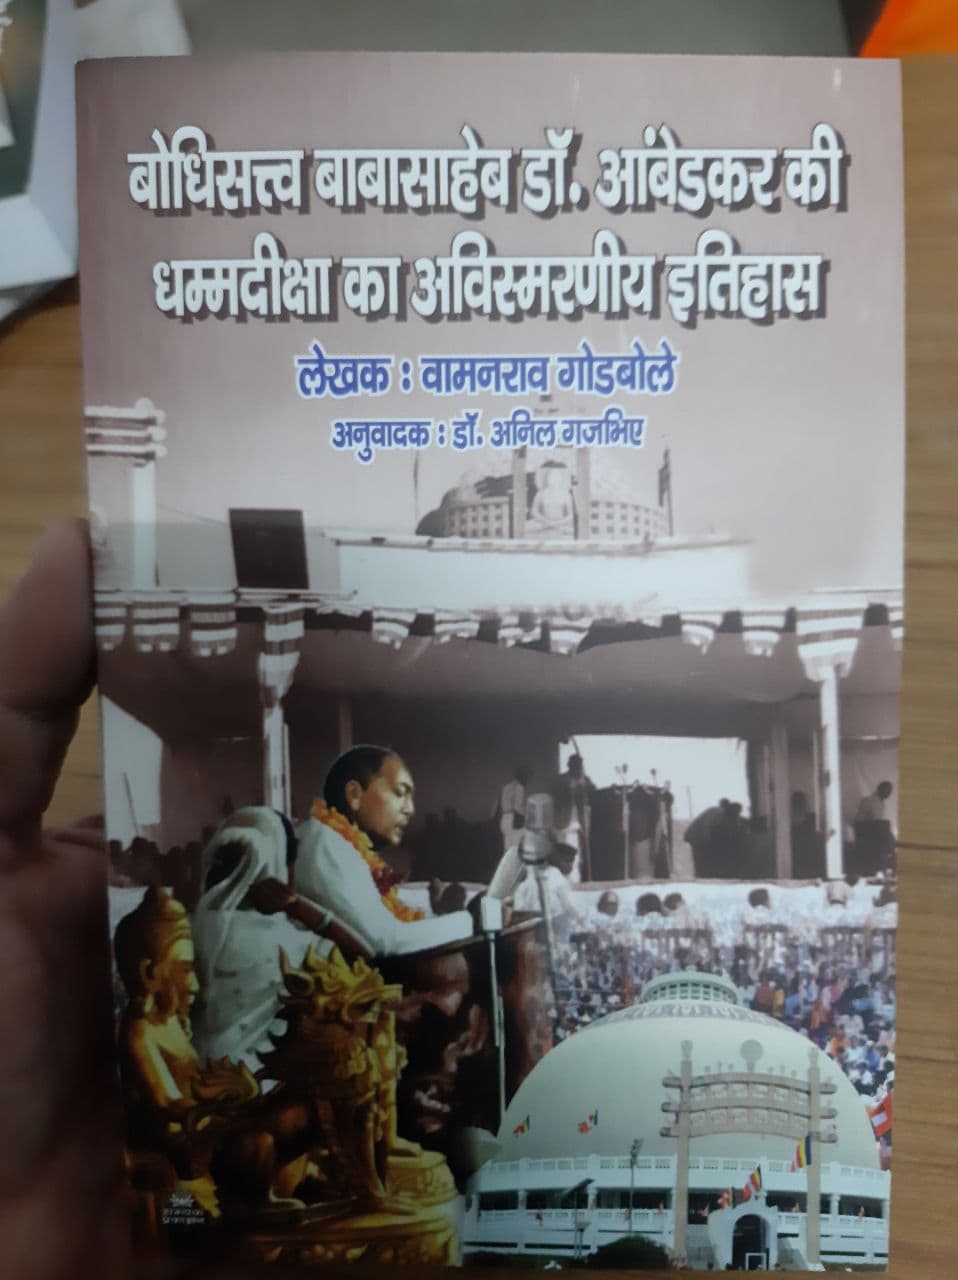 बोधिसत्त्व बाबासाहेब डॉ. आंबेडकर की
धम्मदीक्षा का अविस्मरणीय इतिहास
लेखक : वामनराव गोडबोले
अनुवादक : डॉ. अनिल गजभिए